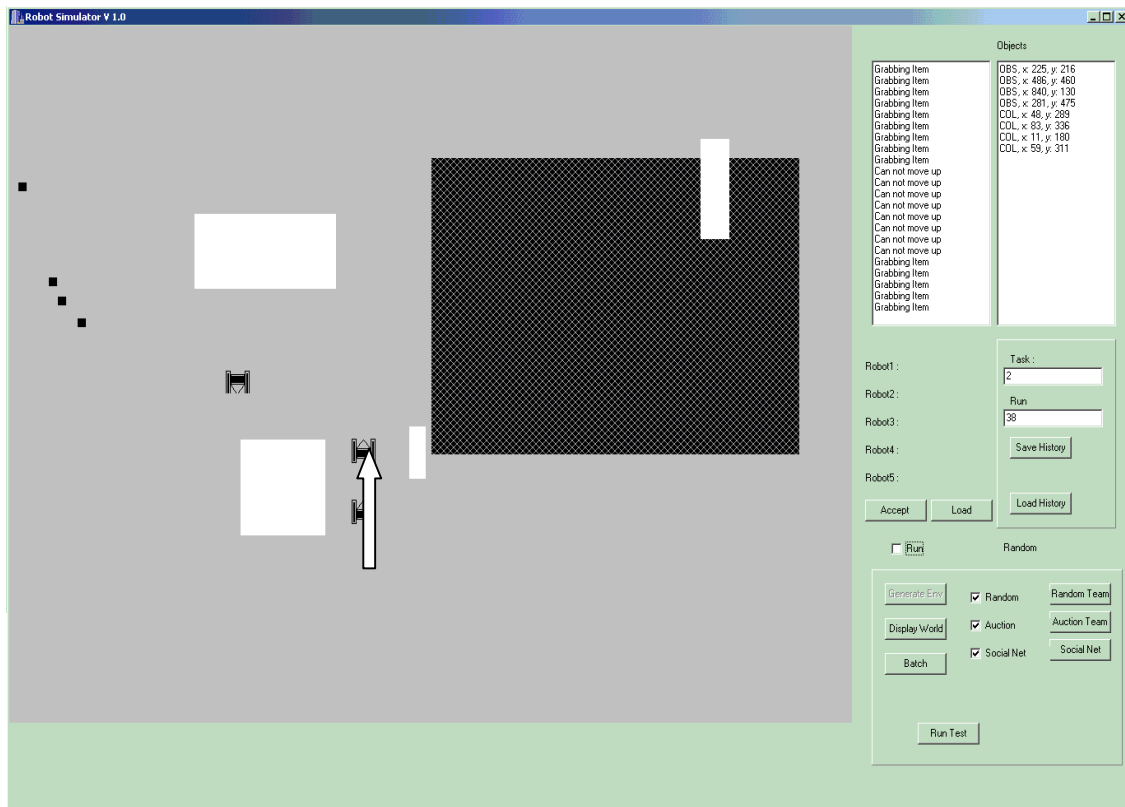 Robot Simulator V 1.0
Objects
Grabbing Item
Grabbing Item
Grabbing Item
Grabbing Item
Grabbing Item
Grabbing Item
Grabbing Item
Grabbing Item
Grabbing Item
Can not move up
Can not move up
Can not move up
Can not move up
Can not move up
Can not move up
Can not move up
Can not move up
Grabbing Item
Grabbing Item
Grabbing Item
Grabbing Item
Grabbing Item
OBS, x: 225, y: 216
OBS, x: 486, y: 460
OBS, x: 840, y: 130
OBS, x: 281, y: 475
COL, x: 48, y: 289
COL, x: 83, y: 336
COL, x: 11, y: 180
COL, x: 59, y: 311
Robot1 :
Robot2 :
Robot3 :
Robot4 :
Robot5 :
Task :
2
Run
38
Save History
Load History
Accept
Load
Run
Random
Generate Env
Random
Random Team
Display World
Auction
Auction Team
Batch
Social Net
Social Net
Run Test